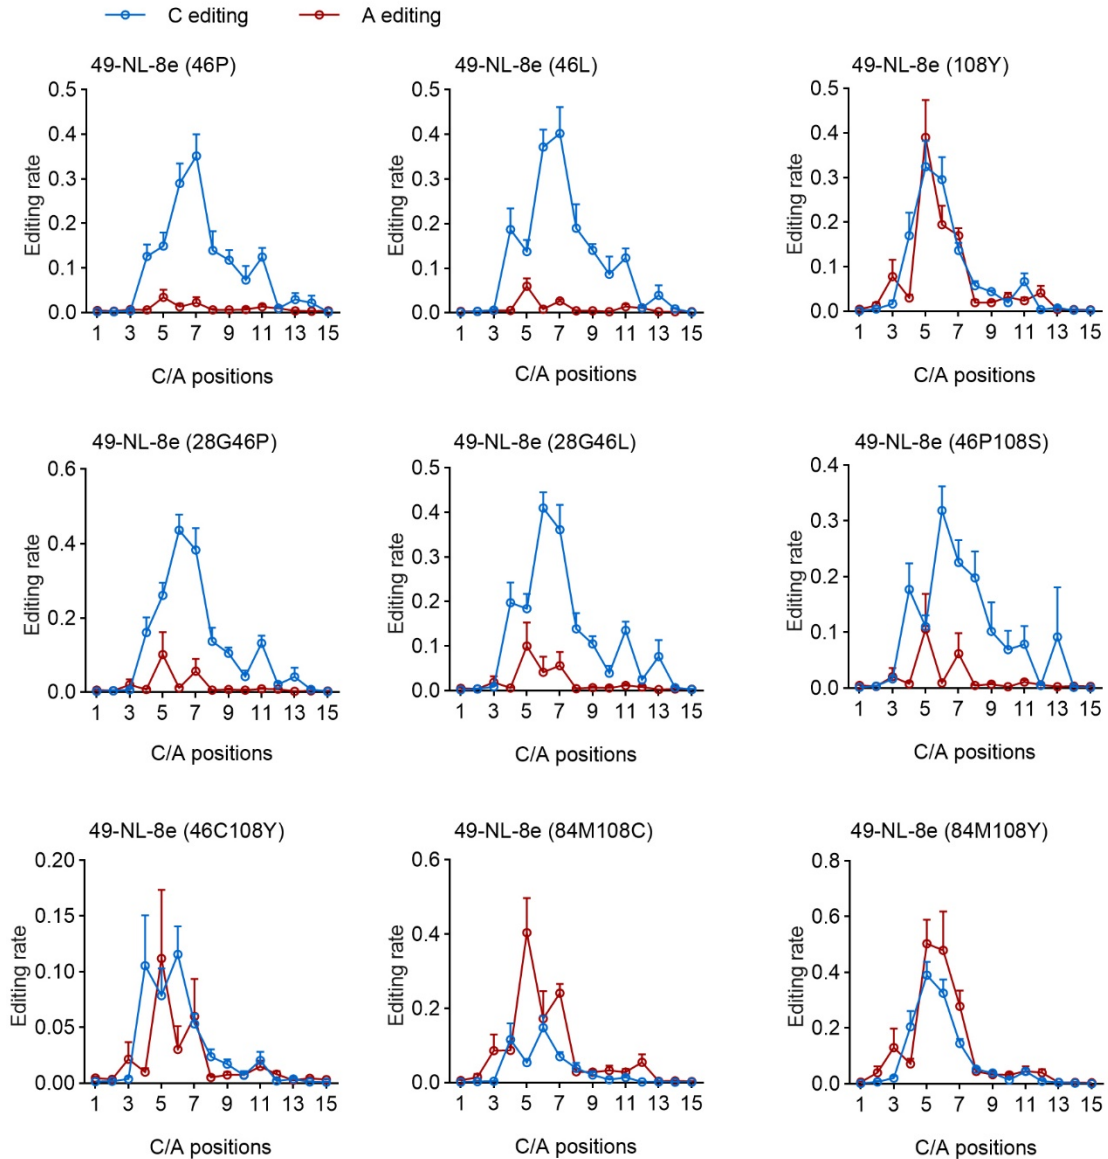 C editing A editing
49-NL-8e (46P) 49-NL-8e (46L) 49-NL-8e (108Y)
0.5 0.5 0.5
0.4 0.4 0.4
0.3 0.3 0.3
0.2 0.2 0.2
0.1 0.1 0.1
0.0 0.0 0.0
Editing rate Editing rate Editing rate
1 3 5 7 9 11 13 15 1 3 5 7 9 11 13 15 1 3 5 7 9 11 13 15
C/A positions C/A positions C/A positions
49-NL-8e (28G46P) 49-NL-8e (28G46L) 49-NL-8e (46P108S)
0.6 0.5 0.4
0.4 0.4 0.3
0.2 0.3 0.2
0.0 0.2 0.1
0.1 0.0
0.0
Editing rate Editing rate Editing rate
1 3 5 7 9 11 13 15 1 3 5 7 9 11 13 15 1 3 5 7 9 11 13 15
C/A positions C/A positions C/A positions
49-NL-8e (46C108Y) 49-NL-8e (84M108C) 49-NL-8e (84M108Y)
0.20 0.6 0.8
0.15 0.4 0.6
0.10 0.2 0.4
0.05 0.0 0.2
0.00 0.0
Editing rate Editing rate Editing rate
1 3 5 7 9 11 13 15 1 3 5 7 9 11 13 15 1 3 5 7 9 11 13 15
C/A positions C/A positions C/A positions